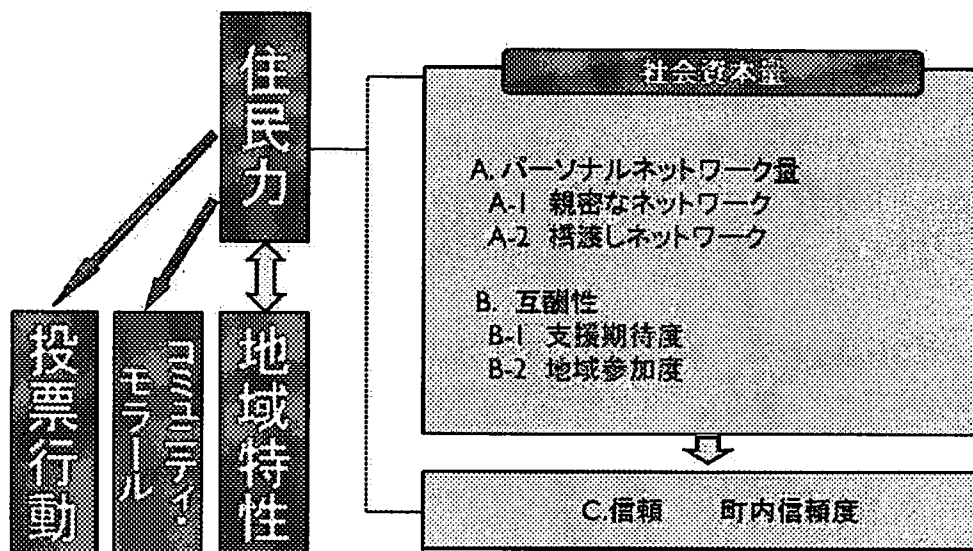 住民力
社会資本量
A. パーソナルネットワーク量
A-1 親密なネットワーク
A-2 橋渡しネットワーク
B. 互酬性
B-1 支援期待度
B-2 地域参加度
C.信頼 町内信頼度
投票行動
コミュニティ・
モラール
地域特性